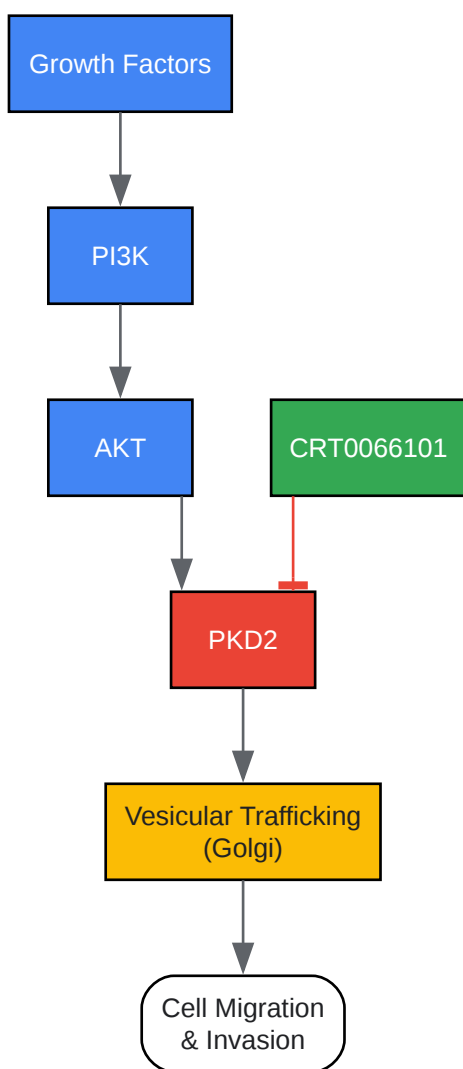 Growth Factors
PI3K
AKT
CRT0066101
PKD2
Vesicular Trafficking
(Golgi)
Cell Migration
& Invasion